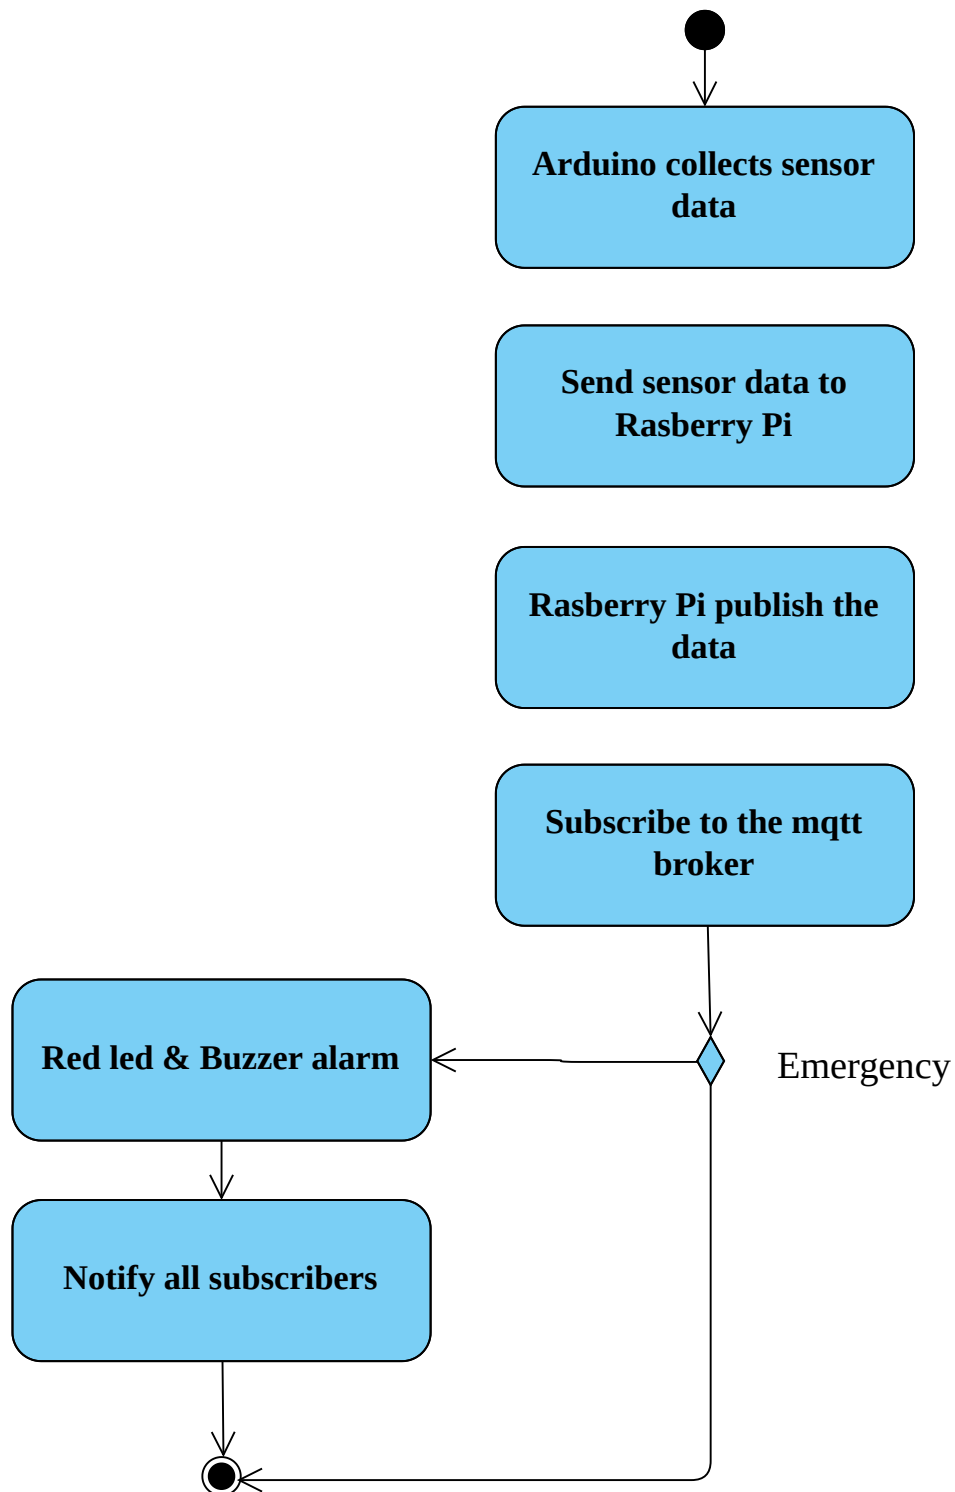 Arduino collects sensor
data
Send sensor data to
Rasberry Pi
Rasberry Pi publish the
data
Subscribe to the mqtt
broker
Red led & Buzzer alarm
Emergency
Notify all subscribers